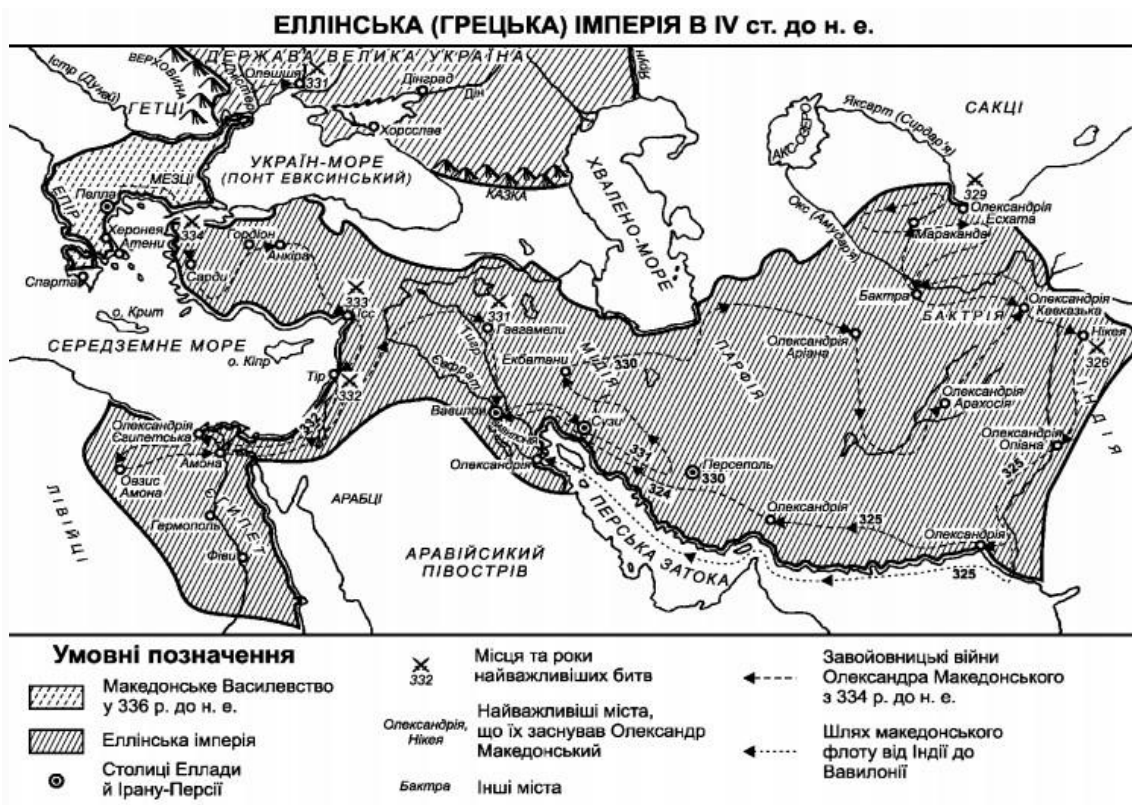 ЕЛЛІНСЬКА (ГРЕЦЬКА) ІМПЕРІЯ В IV ст. до н. е.
ДЕРЖАВА ВЕЛИКА УКРАЇНА
Істр (Дунай)
ВЕРХОВИНА
Олешшя
331
Дінград
Дін
ГЕТЦІ
Хорсслав
УКРАЇН-МОРЕ
(ПОНТ ЕВКСИНСЬКИЙ)
КАЗКА
ХВАЛЕНО-МОРЕ
АКС-ОЗЕРО
Яксарт (Сирдар'я)
САКЦІ
Окс (Амудар'я)
329
Олександрія
Есхата
Мараканда
МЕЗЦІ
Пелла
ЕПІР
Херонея
Атени
Спарта
334
Гордіон
Анкіра
Сарди
333
Ісс
331
Гавгамели
Тигр
Екбатани
МИДІЯ
330
ПАРФІЯ
Бактра
БАКТРІЯ
Олександрія
Кавказька
Нікея
326
ІНДІЯ
Олександрія
Аріана
Олександрія
Арахосія
Олександрія
Опіана
о. Крит
СЕРЕДЗЕМНЕ МОРЕ
о. Кіпр
Тір
332
332
Євфрат
Вавилон
Сузи
331
324
Персеполь
330
Олександрія
Олександрія
Єгипетська
Амона
Оазис
Амона
ЛІВІЙЦІ
Гермополь
ЄГИПЕТ
Фіви
АРАБЦІ
АРАВІЙСИКИЙ
ПІВОСТРІВ
ПЕРСЬКА ЗАТОКА
Олександрія
325
Олександрія
325
325
Умовні позначення
Македонське Василевство
у 336 р. до н. е.
Еллінська імперія
Столиці Еллади
й Ірану-Персії
332
Місця та роки
найважливіших битв
Олександрія,
Нікея
Найважливіші міста,
що їх заснував Олександр
Македонський
Бактра
Інші міста
Завойовницькі війни
Олександра Македонського
з 334 р. до н. е.
Шлях македонського
флоту від Індії до
Вавилонії